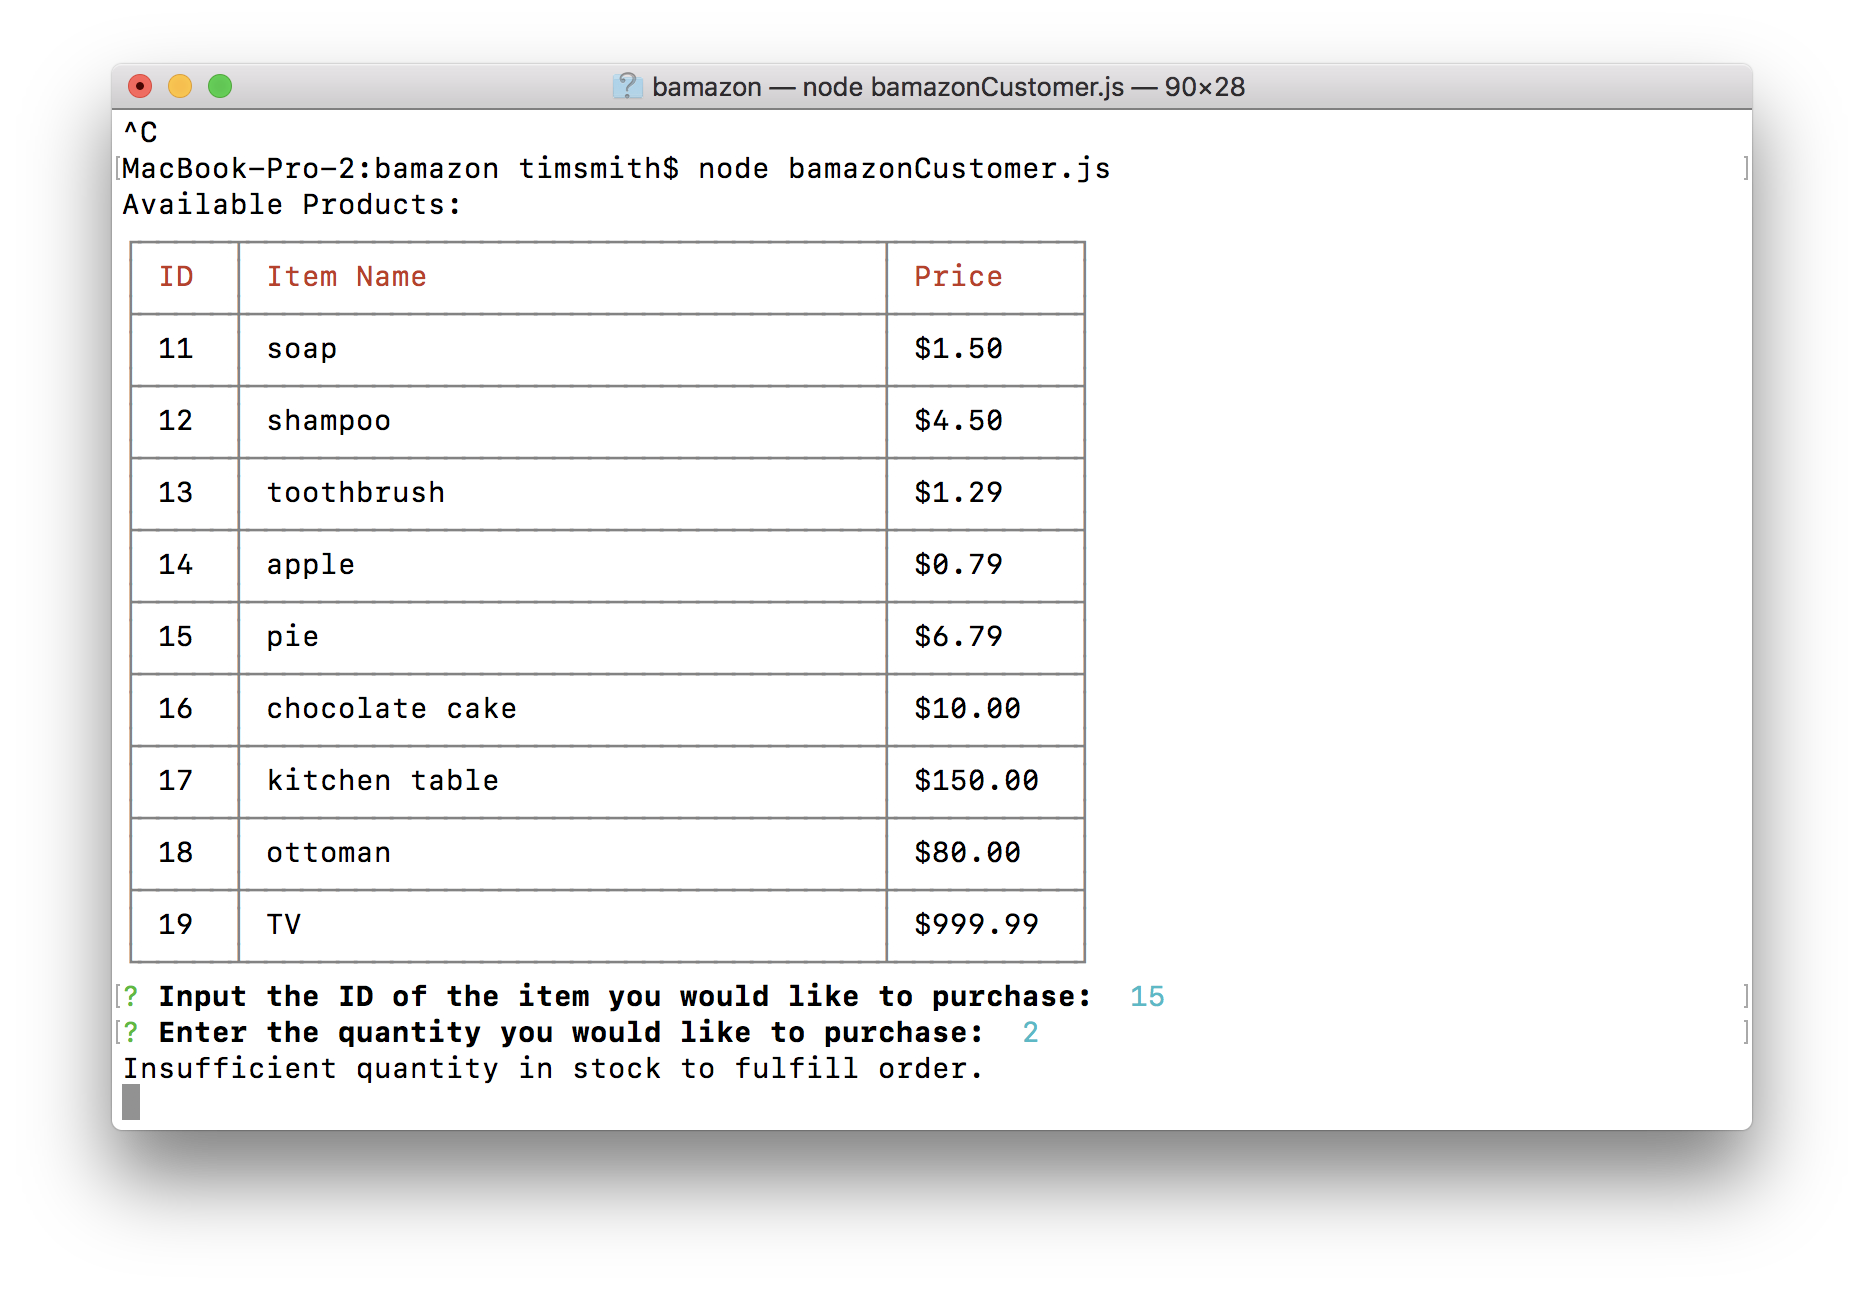 bamazon — node bamazonCustomer.js — 90×28
^C
[MacBook-Pro-2:bamazon timsmith$ node bamazonCustomer.js ]
Available Products:
ID Item Name Price
11 soap $1.50
12 shampoo $4.50
13 toothbrush $1.29
14 apple $0.79
15 pie $6.79
16 chocolate cake $10.00
17 kitchen table $150.00
18 ottoman $80.00
19 TV $999.99
[? Input the ID of the item you would like to purchase:  15 ]
[? Enter the quantity you would like to purchase:  2 ]
Insufficient quantity in stock to fulfill order.